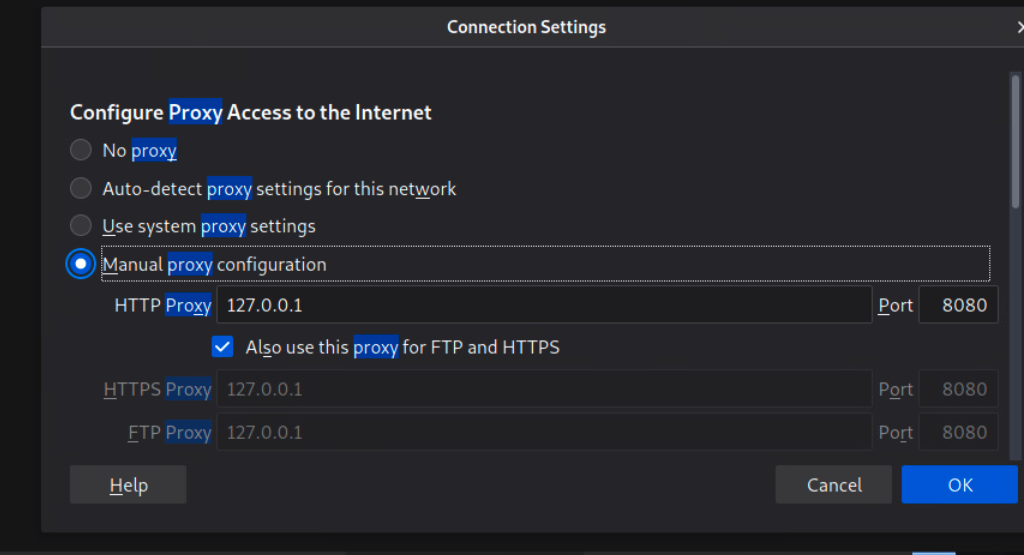 Connection Settings
Configure Proxy Access to the Internet
No proxy
Auto-detect proxy settings for this network
Use system proxy settings
Manual proxy configuration
HTTP Proxy 127.0.0.1 Port 8080
Also use this proxy for FTP and HTTPS
HTTPS Proxy 127.0.0.1 Port 8080
FTP Proxy 127.0.0.1 Port 8080
Help Cancel OK